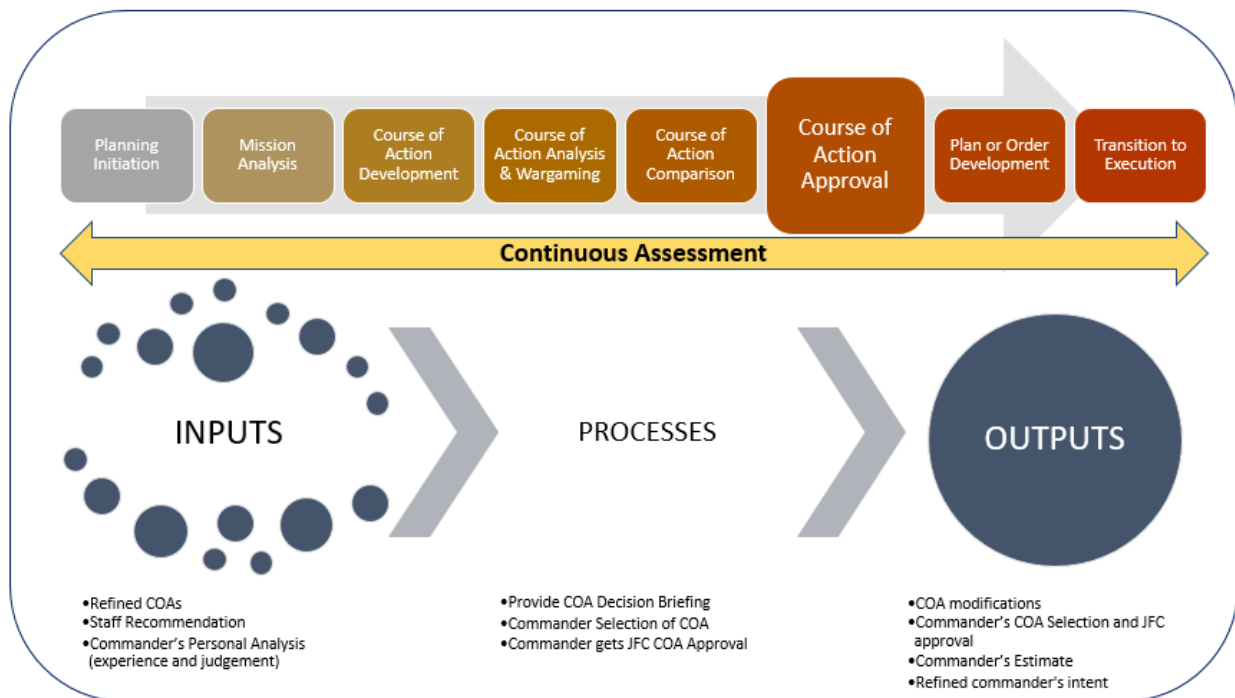 Planning
Initiation
Mission
Analysis
Course of
Action
Development
Course of
Action Analysis
& Wargaming
Course of
Action
Comparison
Course of
Action
Approval
Plan or Order
Development
Transition to
Execution
Continuous Assessment
INPUTS
PROCESSES
OUTPUTS
•Refined COAs
•Staff Recommendation
•Commander's Personal Analysis
(experience and judgement)
•Provide COA Decision Briefing
•Commander Selection of COA
•Commander gets JFC COA Approval
•COA modifications
•Commander's COA Selection and JFC
approval
•Commander's Estimate
•Refined commander's intent